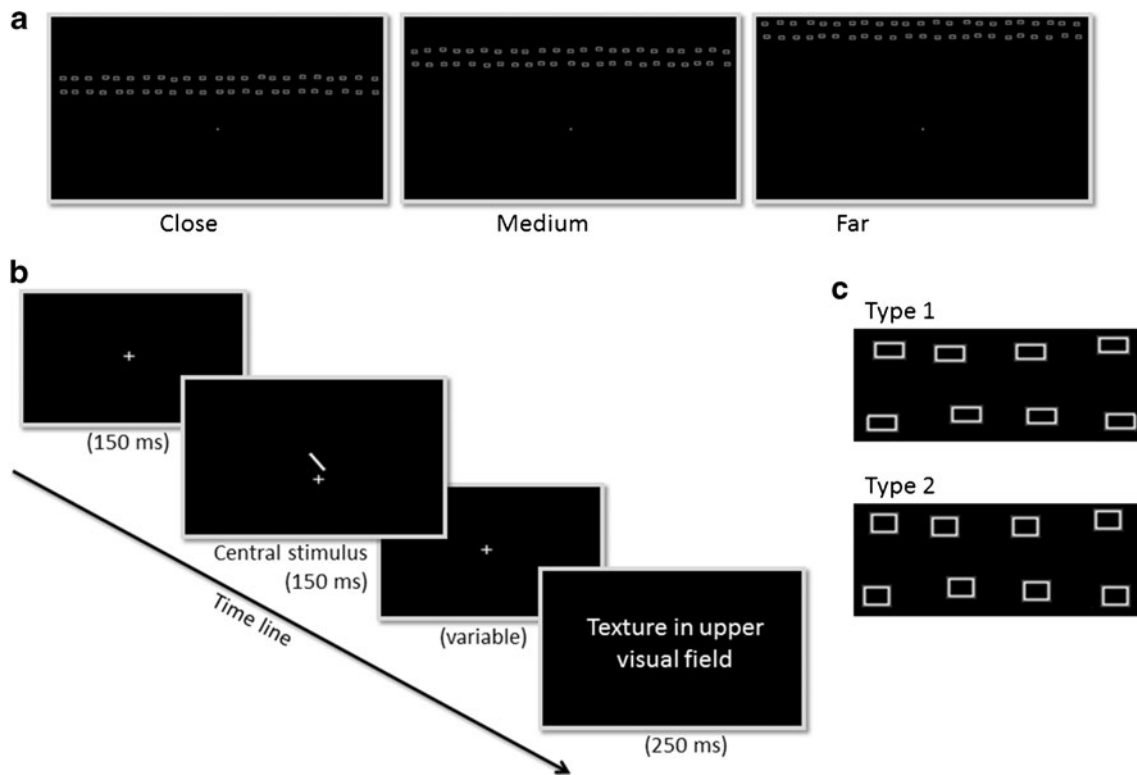 a
Close
Medium
Far
b
(150 ms)
Central stimulus
(150 ms)
(variable)
Time line
Texture in upper
visual field
(250 ms)
c
Type 1
Type 2